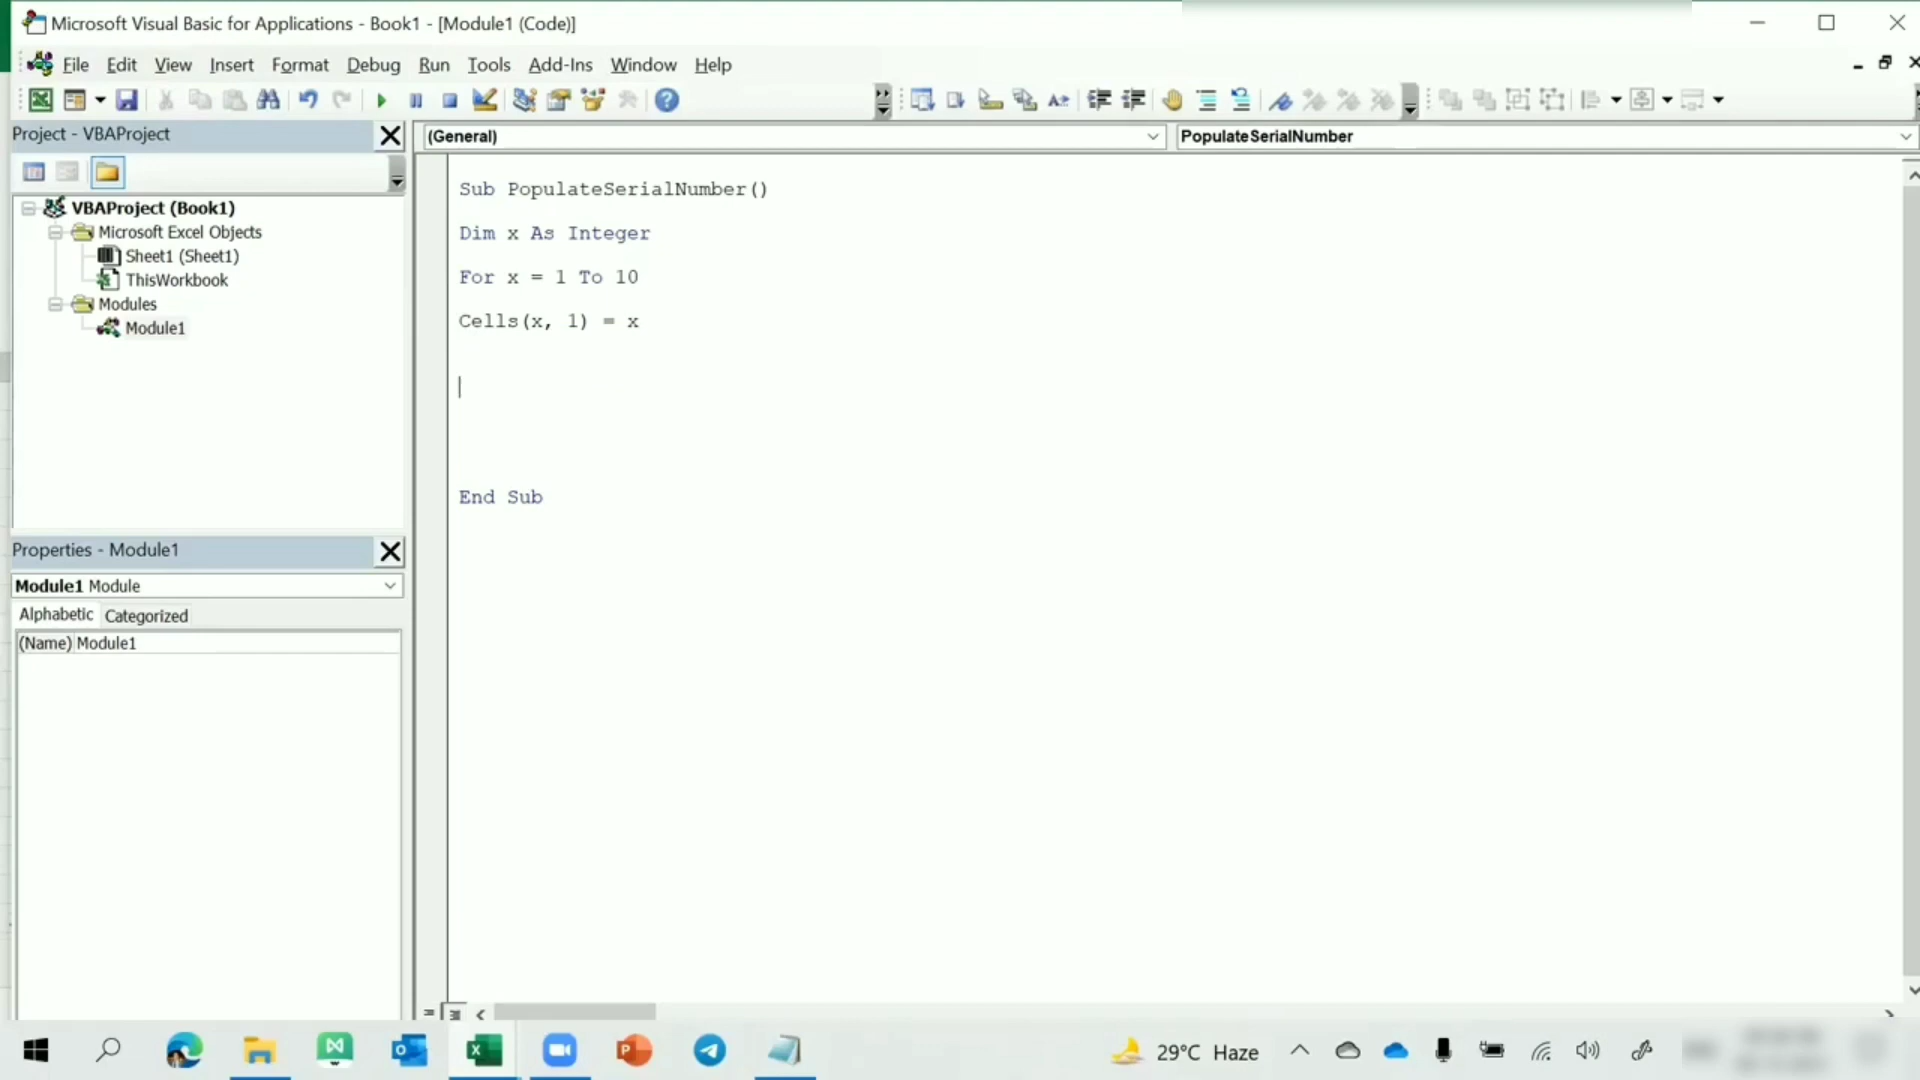 Microsoft Visual Basic for Applications - Book1 - [Module1 (Code)]
File Edit View Insert Format Debug Run Tools Add-Ins Window Help
Project - VBAProject
(General)
PopulateSerialNumber
VBAProject (Book1)
Microsoft Excel Objects
Sheet1 (Sheet1)
ThisWorkbook
Modules
Module1
Sub PopulateSerialNumber()
Dim x As Integer
For x = 1 To 10
Cells(x, 1) = x
End Sub
Properties - Module1
Module1 Module
Alphabetic Categorized
(Name) Module1
29°C Haze